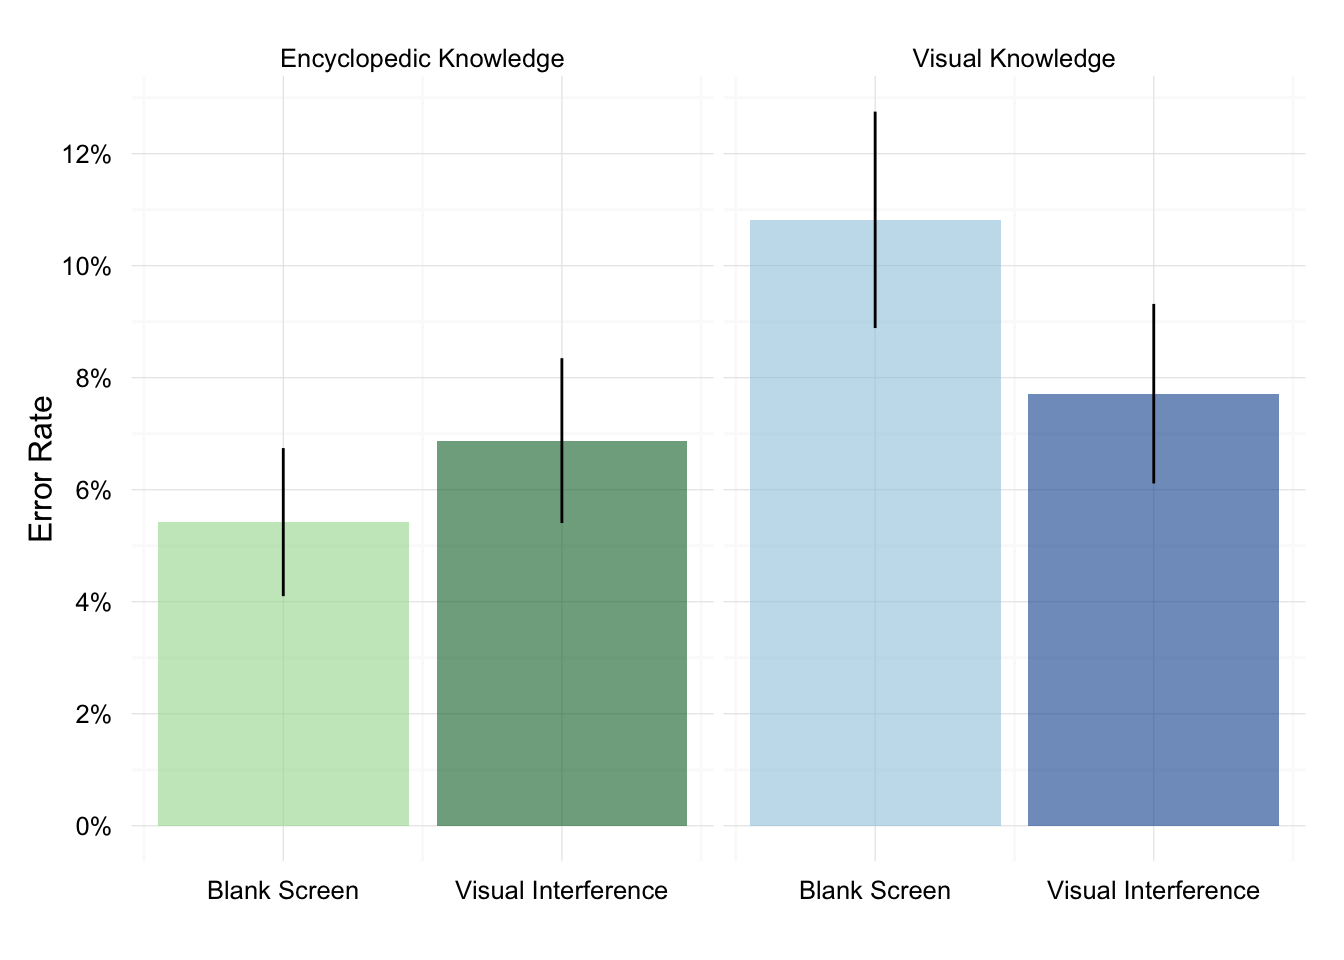 Encyclopedic Knowledge
Visual Knowledge
12%
10%
8%
6%
4%
2%
0%
Error Rate
Blank Screen
Visual Interference
Blank Screen
Visual Interference